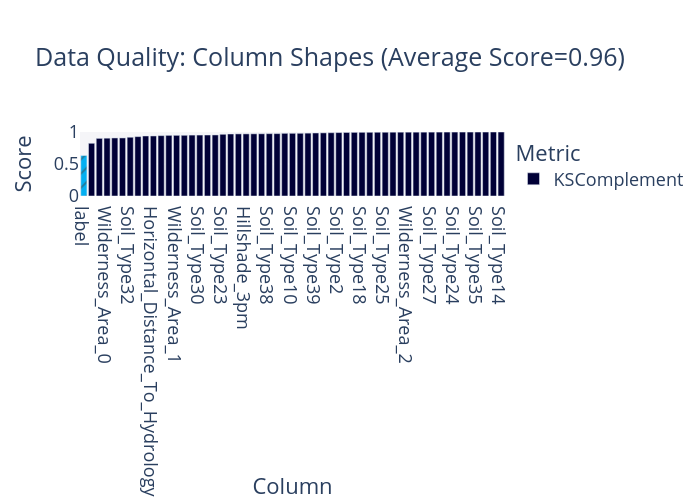 Data Quality: Column Shapes (Average Score=0.96)
Score
1
0.5
0
label
Wilderness_Area_0
Soil_Type32
Horizontal_Distance_To_Hydrology
Wilderness_Area_1
Soil_Type30
Soil_Type23
Hillshade_3pm
Soil_Type38
Soil_Type10
Soil_Type39
Soil_Type2
Soil_Type18
Soil_Type25
Wilderness_Area_2
Soil_Type27
Soil_Type24
Soil_Type35
Soil_Type14
Column
Metric
KSComplement